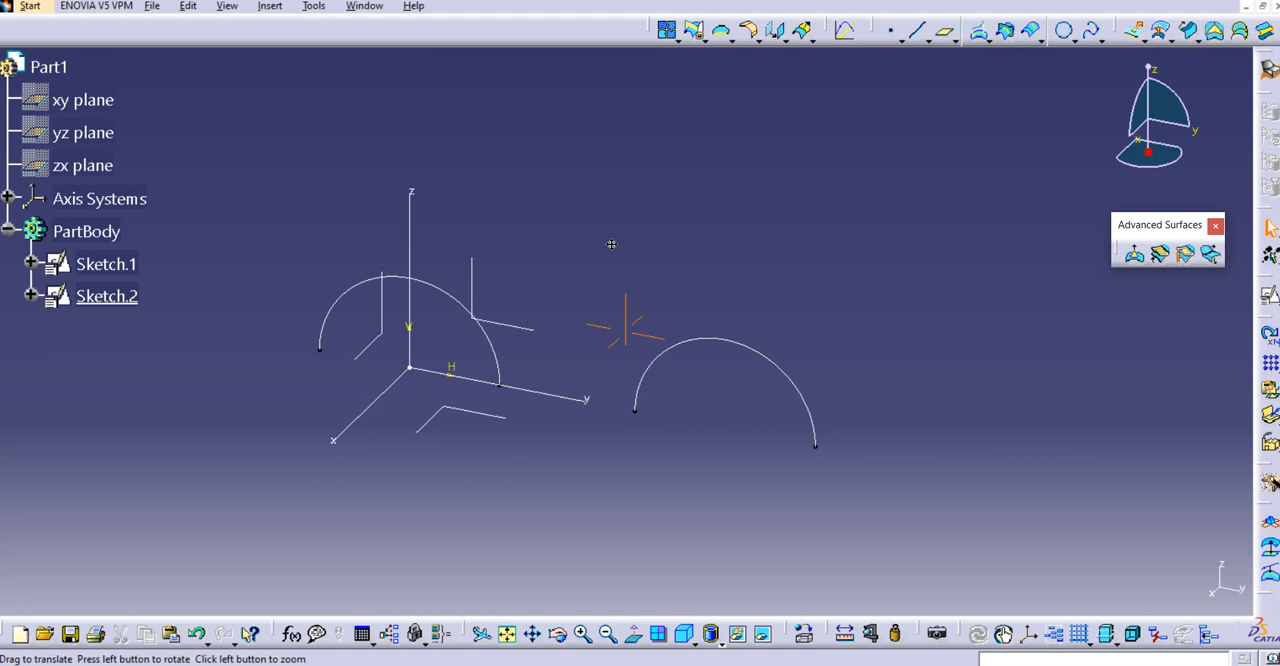 Start ENOVIA V5 VPM File Edit View Insert Tools Window Help
Part1
xy plane
yz plane
zx plane
Axis Systems
PartBody
Sketch.1
Sketch.2
z
V
H
y
x
z
y
x
Advanced Surfaces
z
y
x
f(x)
CATIA
Drag to translate Press left button to rotate Click left button to zoom